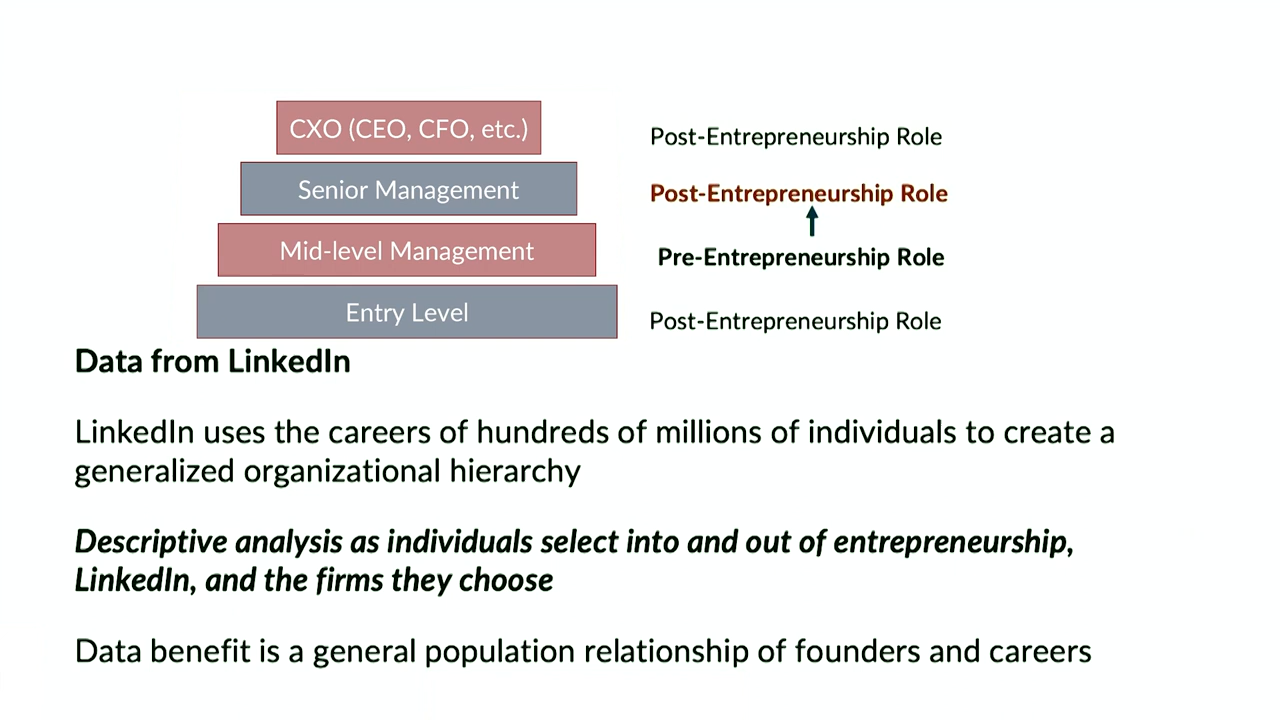 CXO (CEO, CFO, etc.)
Post-Entrepreneurship Role
Senior Management
Post-Entrepreneurship Role
Mid-level Management
Pre-Entrepreneurship Role
Entry Level
Post-Entrepreneurship Role
Data from LinkedIn
LinkedIn uses the careers of hundreds of millions of individuals to create a
generalized organizational hierarchy
Descriptive analysis as individuals select into and out of entrepreneurship,
LinkedIn, and the firms they choose
Data benefit is a general population relationship of founders and careers